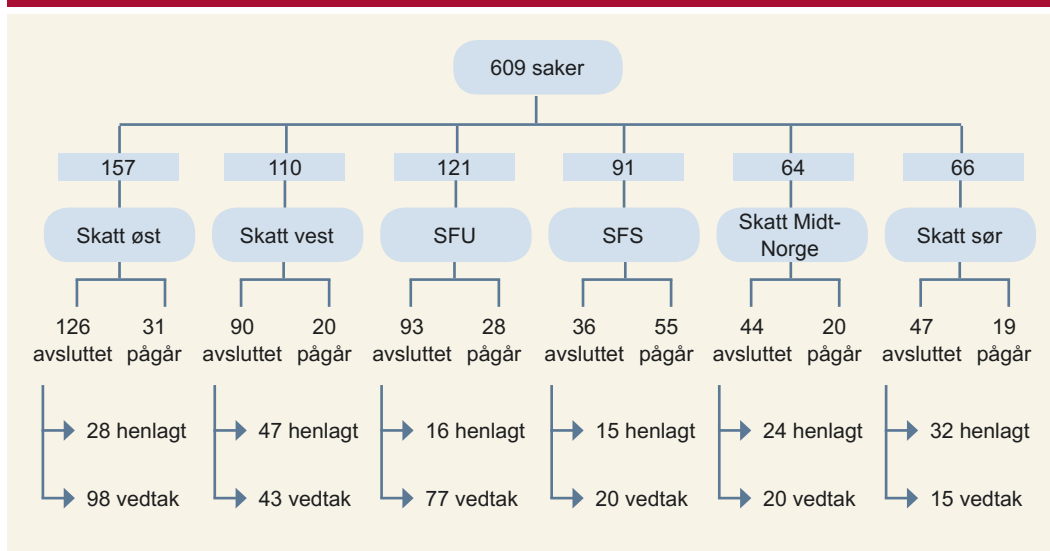 609 saker
157 110 121 91 64 66
Skatt øst Skatt vest SFU SFS Skatt Midt-
Norge Skatt sør
126 31 90 20 93 28 36 55 44 20 47 19
avsluttet pågår avsluttet pågår avsluttet pågår avsluttet pågår avsluttet pågår avsluttet pågår
28 henlagt 47 henlagt 16 henlagt 15 henlagt 24 henlagt 32 henlagt
98 vedtak 43 vedtak 77 vedtak 20 vedtak 20 vedtak 15 vedtak